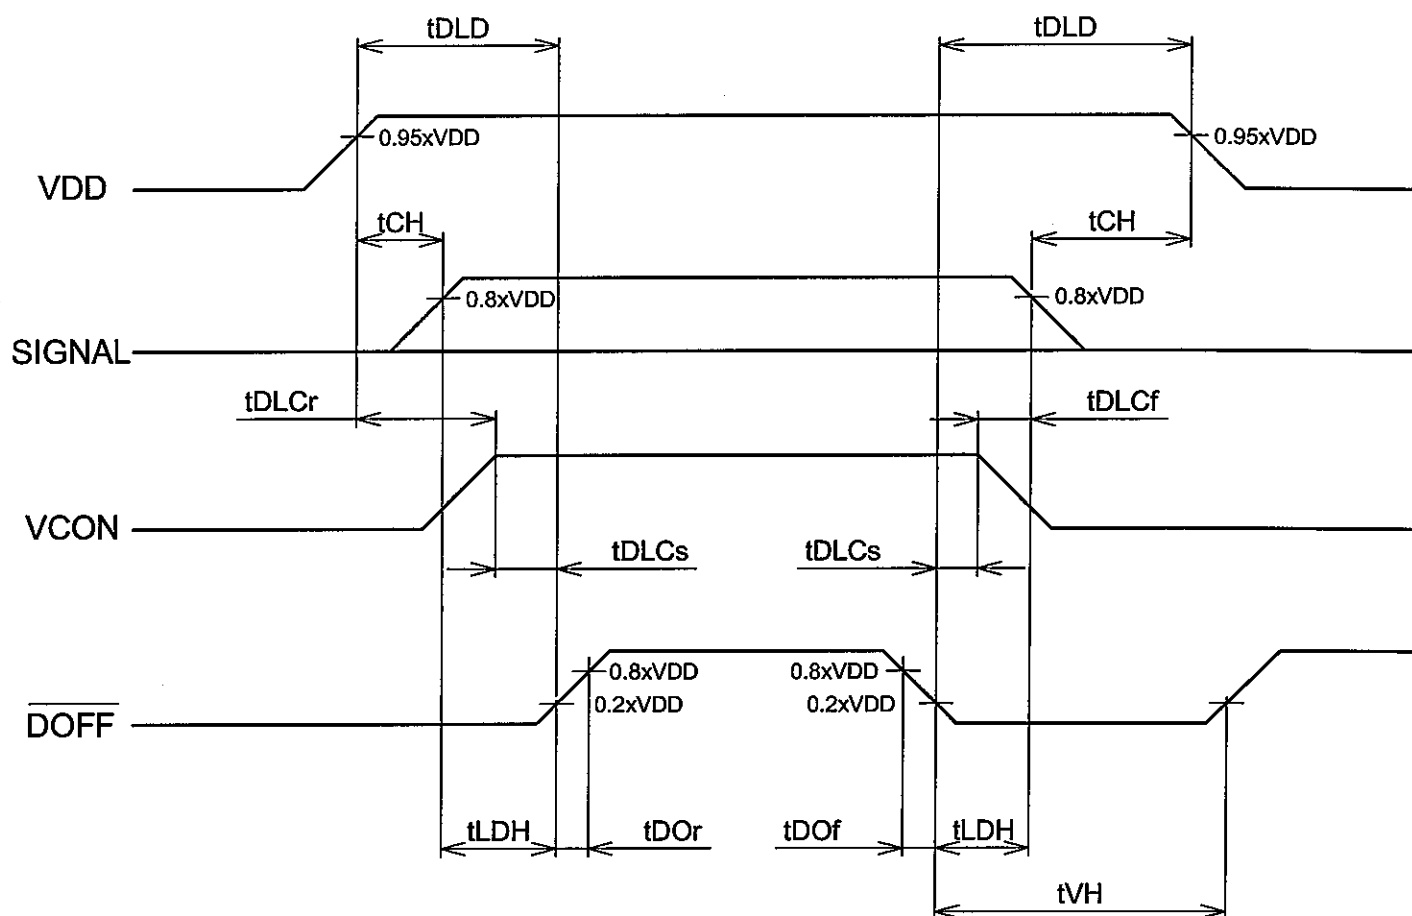 tDLD tDLD
0.95xVDD 0.95xVDD
VDD
tCH tCH
0.8xVDD 0.8xVDD
SIGNAL
tDLCr tDLCf
VCON
tDLCs tDLCs
0.8xVDD 0.8xVDD
DOFF 0.2xVDD 0.2xVDD
tLDH tDOr tDOf tLDH
tVH